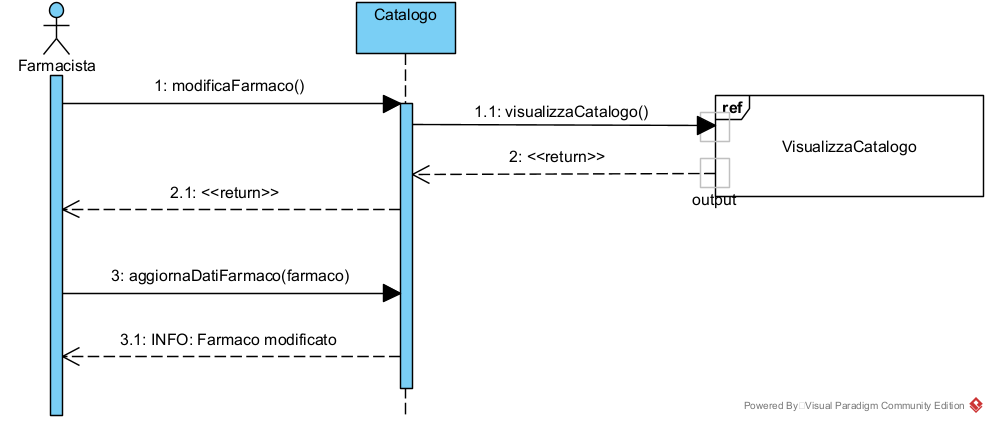 Catalogo
Farmacista
1: modificaFarmaco()
1.1: visualizzaCatalogo()
ref
VisualizzaCatalogo
2: <<return>>
2.1: <<return>>
output
3: aggiornaDatiFarmaco(farmaco)
3.1: INFO: Farmaco modificato
Powered By Visual Paradigm Community Edition